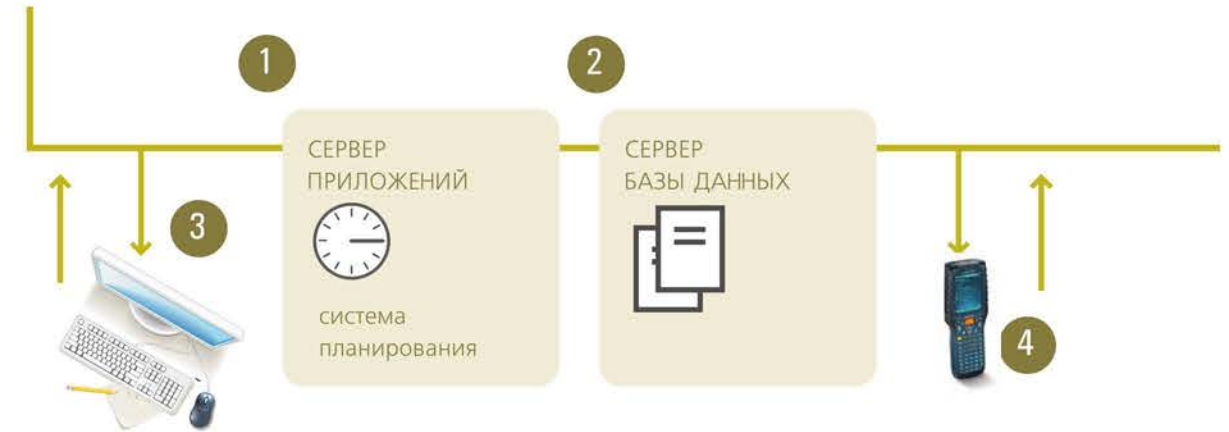 1
2
СЕРВЕР
ПРИЛОЖЕНИЙ
СЕРВЕР
БАЗЫ ДАННЫХ
3
система
планирования
4